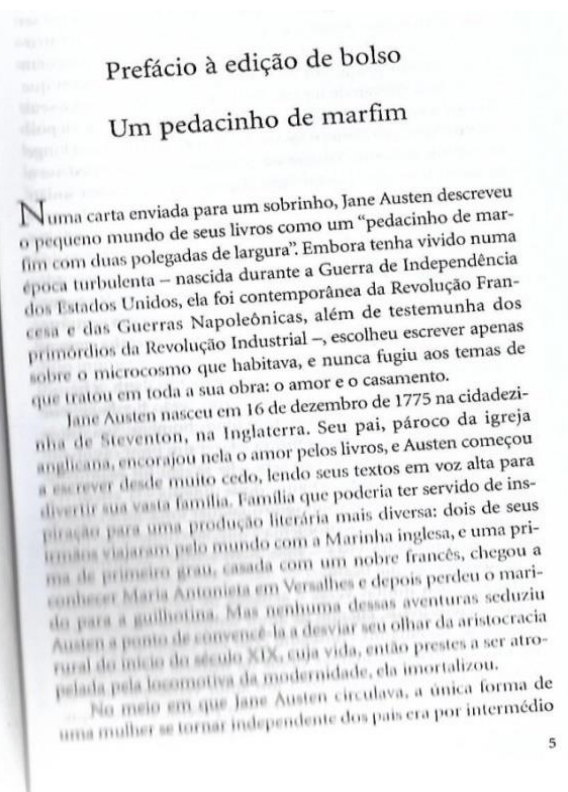 Prefácio à edição de bolso
Um pedacinho de marfim
Numa carta enviada para um sobrinho, Jane Austen descreveu
o pequeno mundo de seus livros como um “pedacinho de mar-
fim com duas polegadas de largura”. Embora tenha vivido numa
época turbulenta – nascida durante a Guerra de Independência
dos Estados Unidos, ela foi contemporânea da Revolução Fran-
cesa e das Guerras Napoleônicas, além de testemunha dos
primórdios da Revolução Industrial –, escolheu escrever apenas
sobre o microcosmo que habitava, e nunca fugiu aos temas de
que tratou em toda a sua obra: o amor e o casamento.
Jane Austen nasceu em 16 de dezembro de 1775 na cidadezi-
nha de Steventon, na Inglaterra. Seu pai, pároco da igreja
anglicana, encorajou nela o amor pelos livros, e Austen começou
a escrever desde muito cedo, lendo seus textos em voz alta para
divertir sua vasta família. Família que poderia ter servido de ins-
piração para uma produção literária mais diversa: dois de seus
irmãos viajaram pelo mundo com a Marinha inglesa, e uma pri-
ma de primeiro grau, casada com um nobre francês, chegou a
conhecer Maria Antonieta em Versalhes e depois perdeu o mari-
do para a guilhotina. Mas nenhuma dessas aventuras seduziu
Austen a ponto de convencê-la a desviar seu olhar da aristocracia
rural do início do século XIX, cuja vida, então prestes a ser atro-
pelada pela locomotiva da modernidade, ela imortalizou.
No meio em que Jane Austen circulava, a única forma de
uma mulher se tornar independente dos pais era por intermédio
5